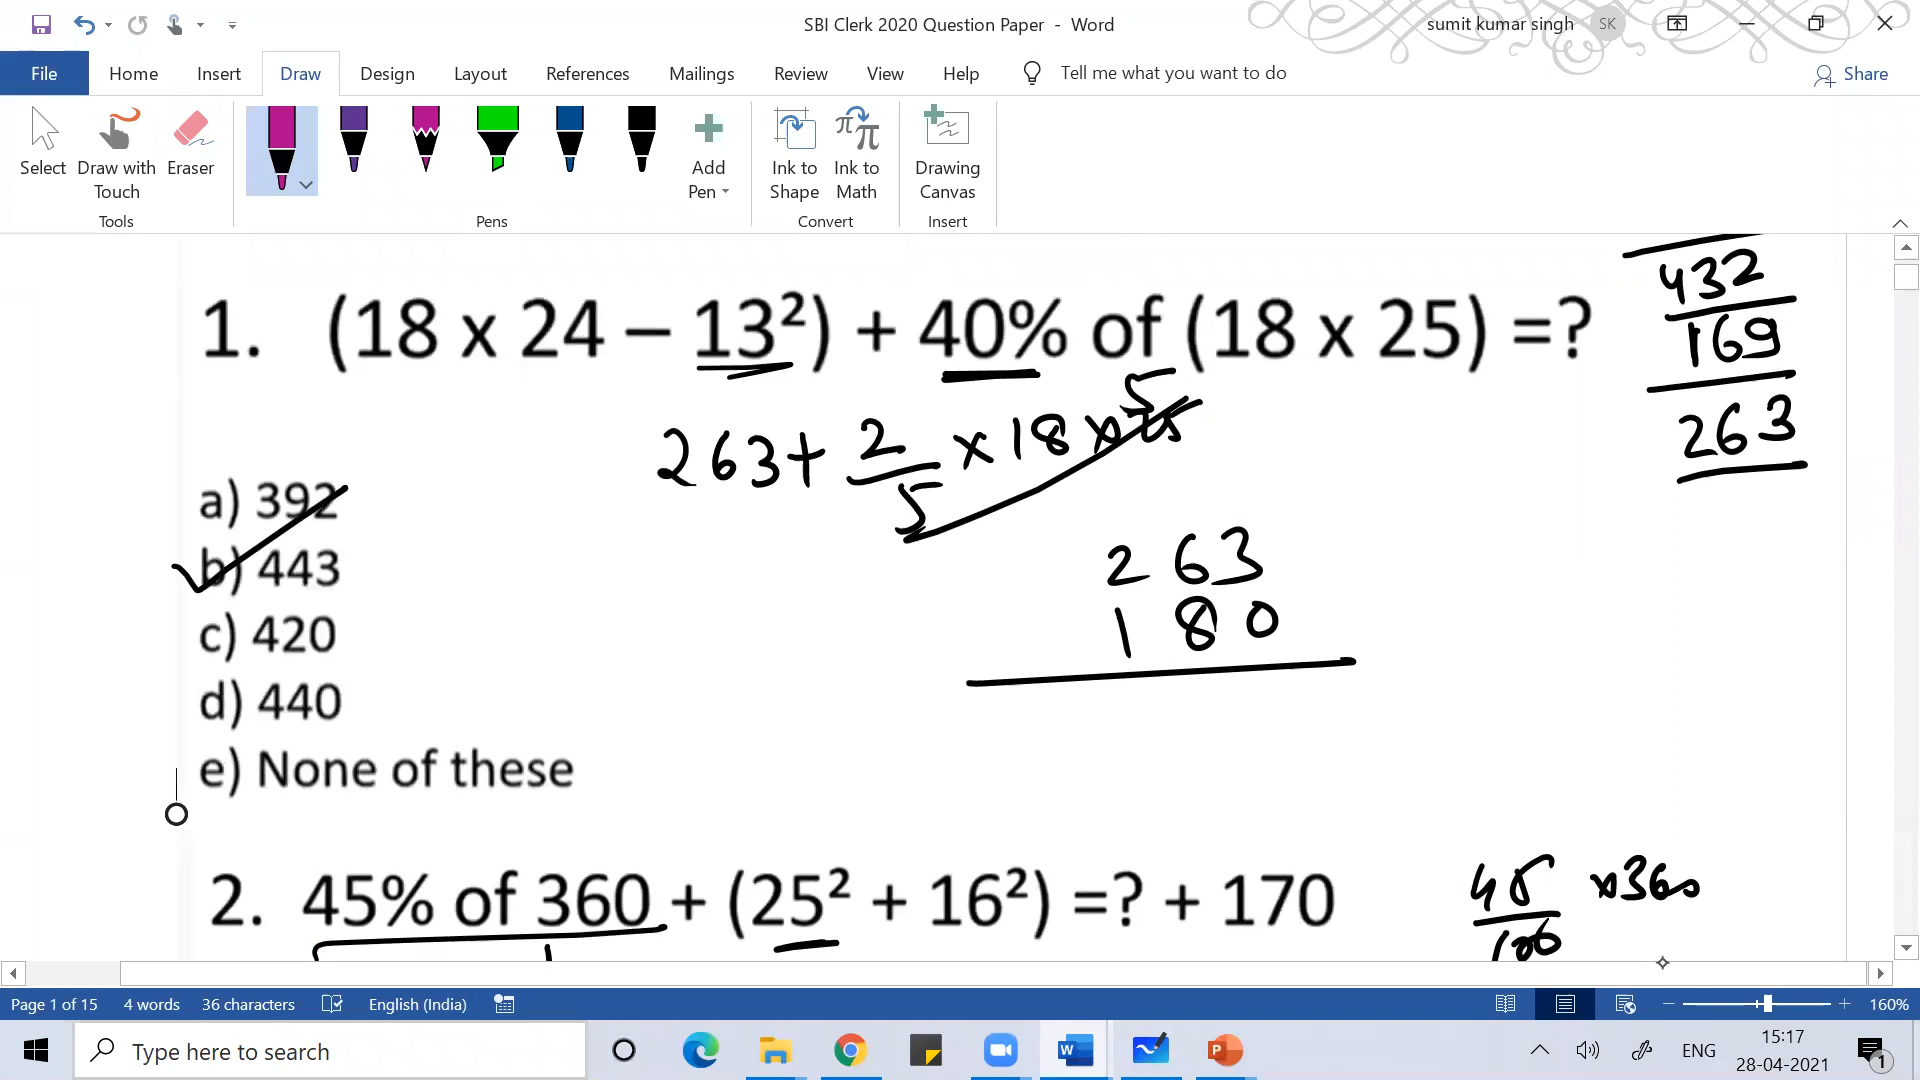 SBI Clerk 2020 Question Paper - Word
sumit kumar singh SK
File Home Insert Draw Design Layout References Mailings Review View Help Tell me what you want to do Share
Select Draw with Touch Eraser
Add Pen
Ink to Shape Ink to Math
Drawing Canvas
Tools Pens Convert Insert
432
169
263
1. (18 x 24 – 13²) + 40% of (18 x 25) =?
263 + 2/5 × 18 × 25
5
263
180
a) 392
b) 443
c) 420
d) 440
e) None of these
2. 45% of 360 + (25² + 16²) =? + 170
45/100 × 360
Page 1 of 15 4 words 36 characters English (India) 160%
Type here to search
ENG
15:17
28-04-2021
1